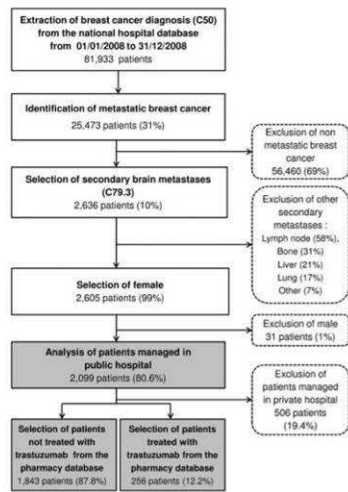 Extraction of breast cancer diagnosis (C50)
from the national hospital database
from 01/01/2008 to 31/12/2008
81,933 patients
Identification of metastatic breast cancer
25,473 patients (31%)
Exclusion of non
metastatic breast
cancer
56,460 (69%)
Selection of secondary brain metastases
(C79.3)
2,636 patients (10%)
Exclusion of other
secondary
metastases :
Lymph node (58%),
Bone (31%)
Liver (21%)
Lung (17%)
Other (7%)
Selection of female
2,605 patients (99%)
Exclusion of male
31 patients (1%)
Analysis of patients managed in
public hospital
2,099 patients (80.6%)
Exclusion of
patients managed
in private hospital
506 patients
(19.4%)
Selection of patients
not treated with
trastuzumab from the
pharmacy database
1,843 patients (87.8%)
Selection of patients
treated with
trastuzumab from the
pharmacy database
256 patients (12.2%)